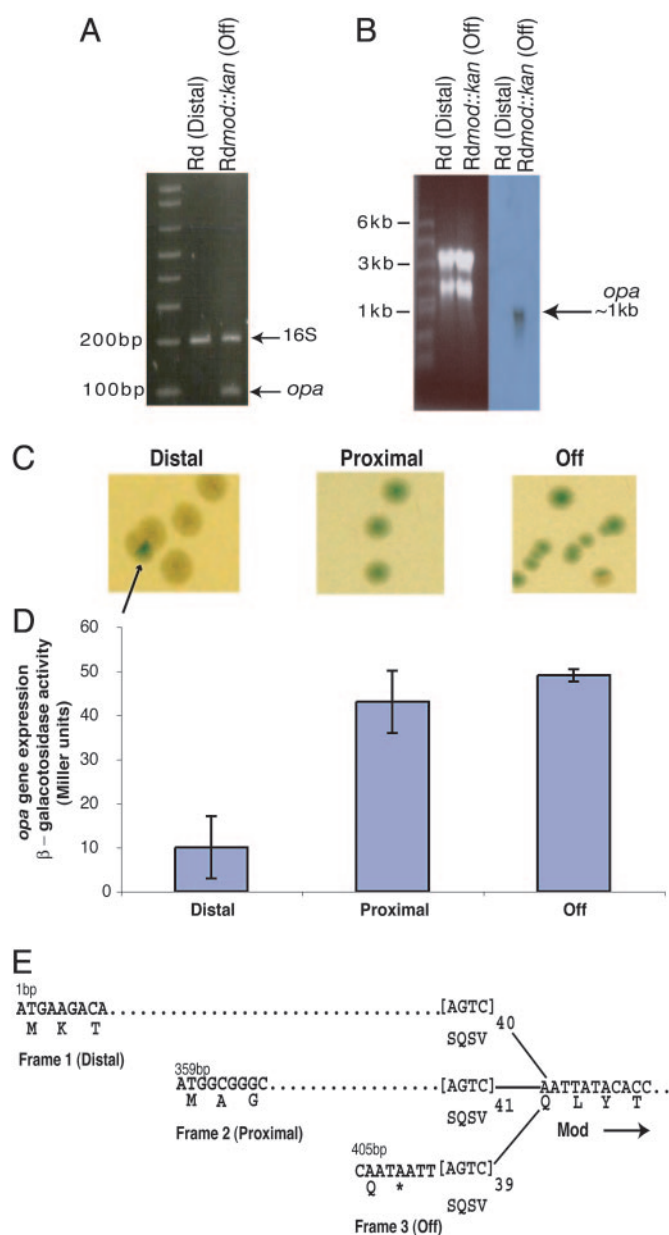 A
B
Rd (Distal)
Rdmod::kan (Off)
Rd (Distal)
Rdmod::kan (Off)
Rd (Distal)
Rdmod::kan (Off)
200bp
100bp
16S
opa
6kb
3kb
1kb
opa
~1kb
C
Distal
Proximal
Off
D
opa gene expression
β – galactosidase activity
(Miller units)
60
50
40
30
20
10
0
Distal
Proximal
Off
E
1bp
ATGAAGACA..............................[AGTC]
M K T
SQSV
40
Frame 1 (Distal)
359bp
ATGGCGGGC................[AGTC]
M A G
SQSV
41
AATTATACACC..
Q L Y T
Frame 2 (Proximal)
Mod
405bp
CAATAATT[AGTC]
Q *
SQSV
39
Frame 3 (Off)